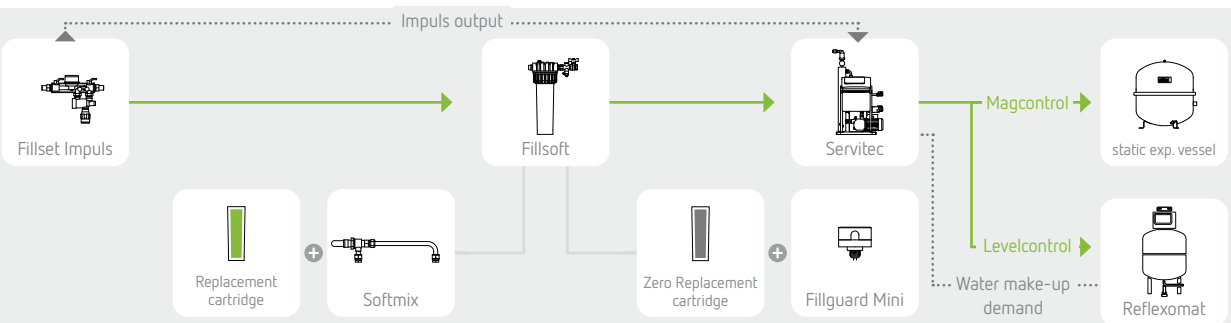 Impuls output
Fillset Impuls
Fillsoft
Servitec
Magcontrol
static exp. vessel
Replacement
cartridge
Softmix
Zero Replacement
cartridge
Fillguard Mini
Levelcontrol
Water make-up
demand
Reflexomat